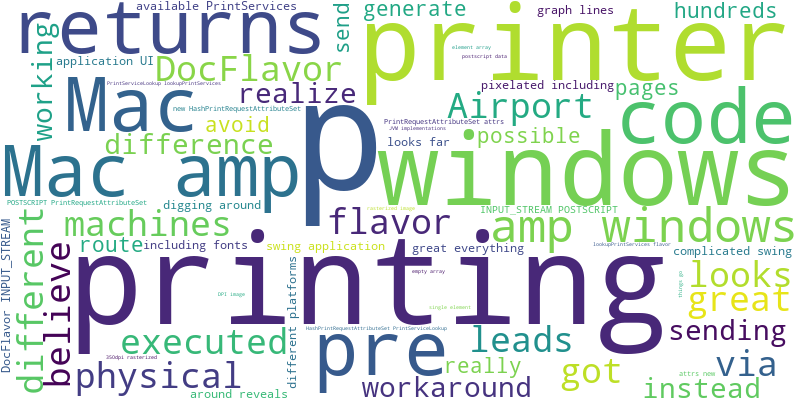 available PrintServices
graph lines
returns
send
generate
hundreds
printer
element array
postscript data
application UI
working
DocFlavor
PrintServiceLookup lookupPrintServices
pixelated including
Mac
realize
Airport
pages
code
new HashPrintRequestAttributeSet
p
avoid
PrintRequestAttributeSet attrs
JVM implementations
possible
windows
difference
looks far
Mac amp
rasterized image
digging around
POSTSCRIPT PrintRequestAttributeSet
INPUT_STREAM POSTSCRIPT
machines
flavor
amp windows
DocFlavor INPUT_STREAM
different
believe
route
including fonts
swing application
great everything
lookupPrintServices flavor
complicated swing
printing
different platforms
empty array
things go
looks
DPI image
great
single element
HashPrintRequestAttributeSet PrintServiceLookup
executed
pre
leads
sending
350dpi rasterized
physical
really
got
via
attrs new
around reveals
workaround
instead